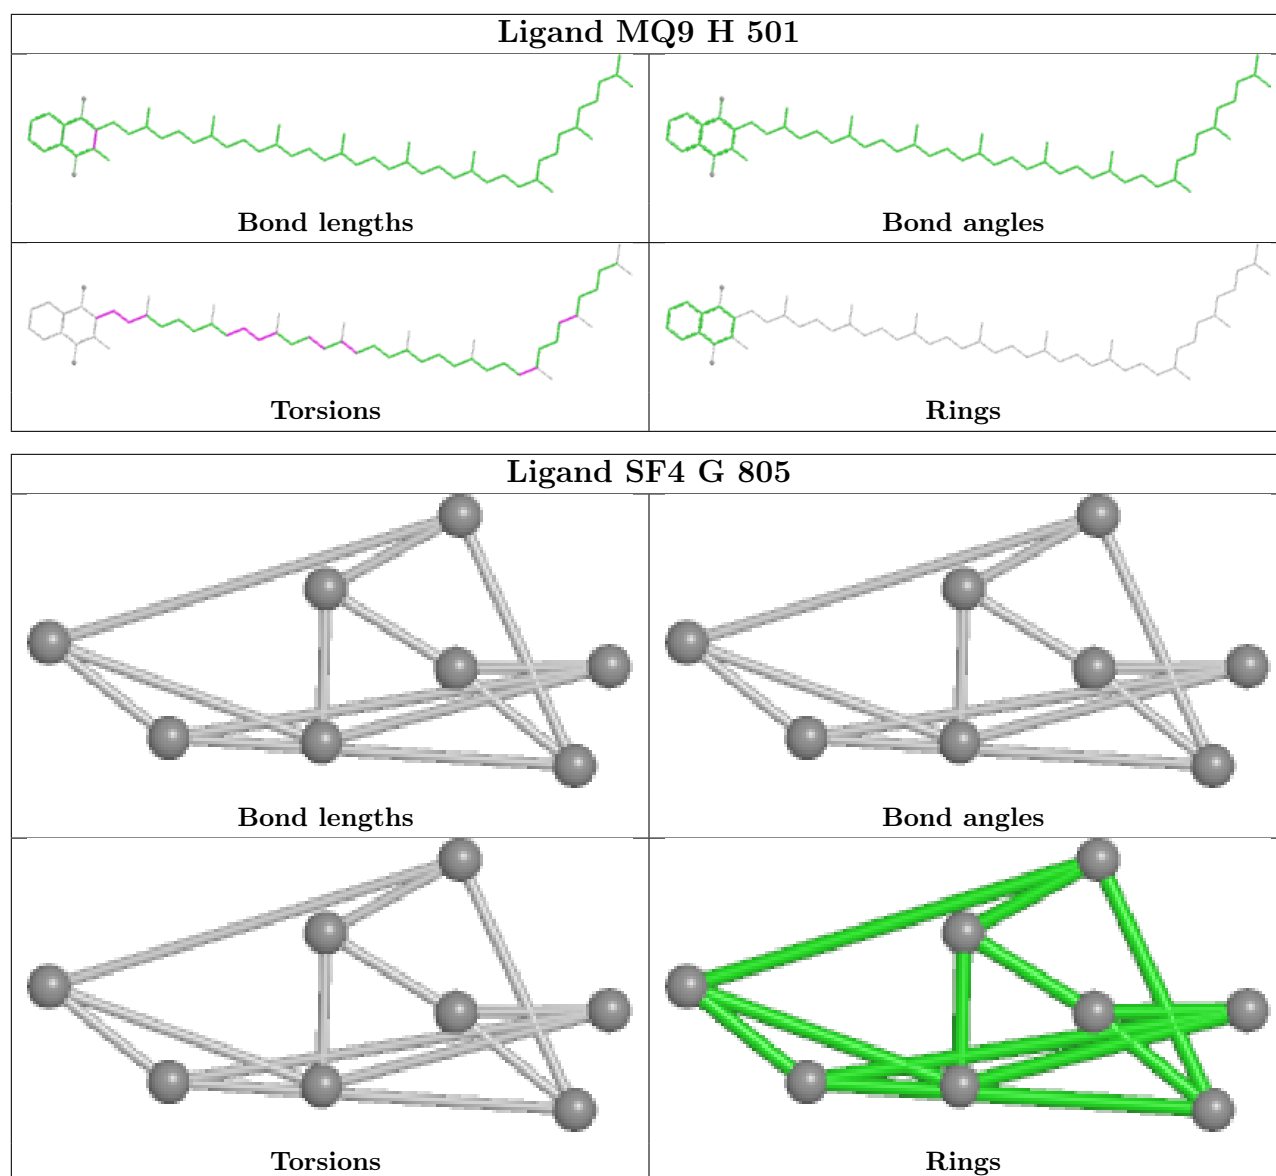 Ligand MQ9 H 501
Bond lengths
Bond angles
Torsions
Rings
Ligand SF4 G 805
Bond lengths
Bond angles
Torsions
Rings